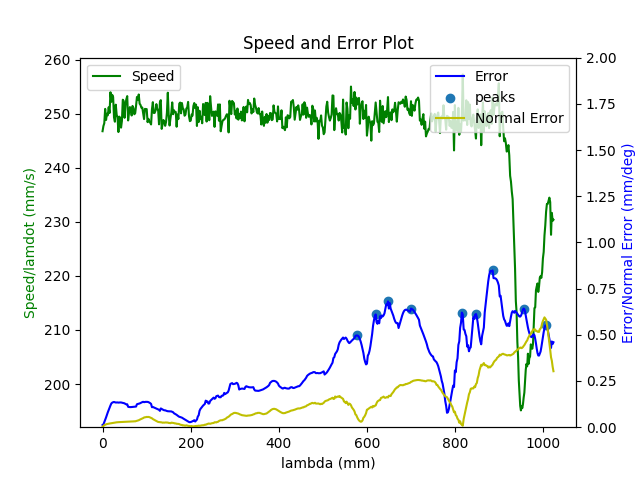 Speed and Error Plot
Speed
Error
peaks
Normal Error
260
250
240
230
220
210
200
Speed/lamdot (mm/s)
2.00
1.75
1.50
1.25
1.00
0.75
0.50
0.25
0.00
Error/Normal Error (mm/deg)
0 200 400 600 800 1000
lambda (mm)